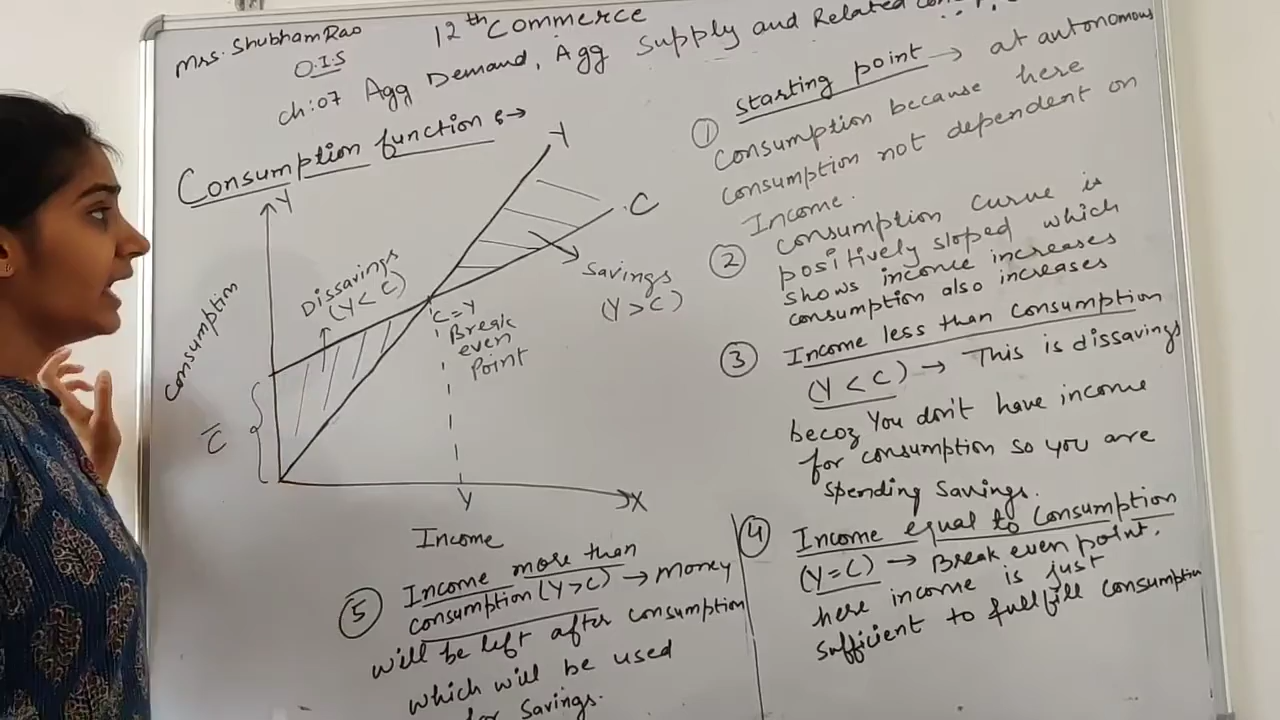 Mrs. Shubham Rao
O.I.S
12th Commerce
Ch:07 Agg Demand, Agg Supply and Related
Consumption function :→
Y
Consumption
C̅
Dissavings
(Y < C)
Y
C
Savings
(Y > C)
C = Y
Break
even
Point
Y
X
Income
① Starting point → at autonomous
Consumption because here
Consumption not dependent on
Income.
② Consumption curve is
positively sloped which
shows income increases
consumption also increases
③ Income less than Consumption
(Y < C) → This is dissavings
becoz You don't have income
for consumption so you are
spending savings.
④ Income equal to Consumption
(Y = C) → Break even point.
here income is just
sufficient to fullfill consumption
⑤ Income more than
consumption (Y > C) → Money
will be left after consumption
which will be used
for Savings.